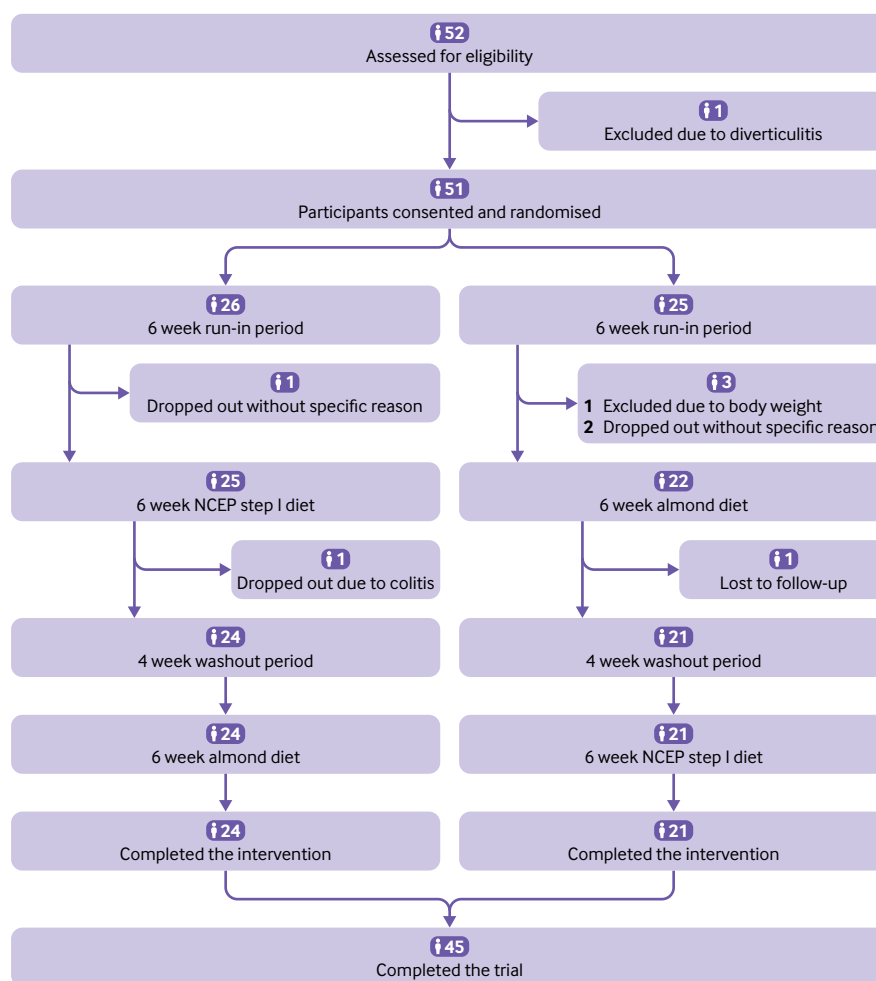 52
Assessed for eligibility
1
Excluded due to diverticulitis
51
Participants consented and randomised
26
6 week run-in period
25
6 week run-in period
1
Dropped out without specific reason
3
1 Excluded due to body weight
2 Dropped out without specific reason
25
6 week NCEP step I diet
22
6 week almond diet
1
Dropped out due to colitis
1
Lost to follow-up
24
4 week washout period
21
4 week washout period
24
6 week almond diet
21
6 week NCEP step I diet
24
Completed the intervention
21
Completed the intervention
45
Completed the trial